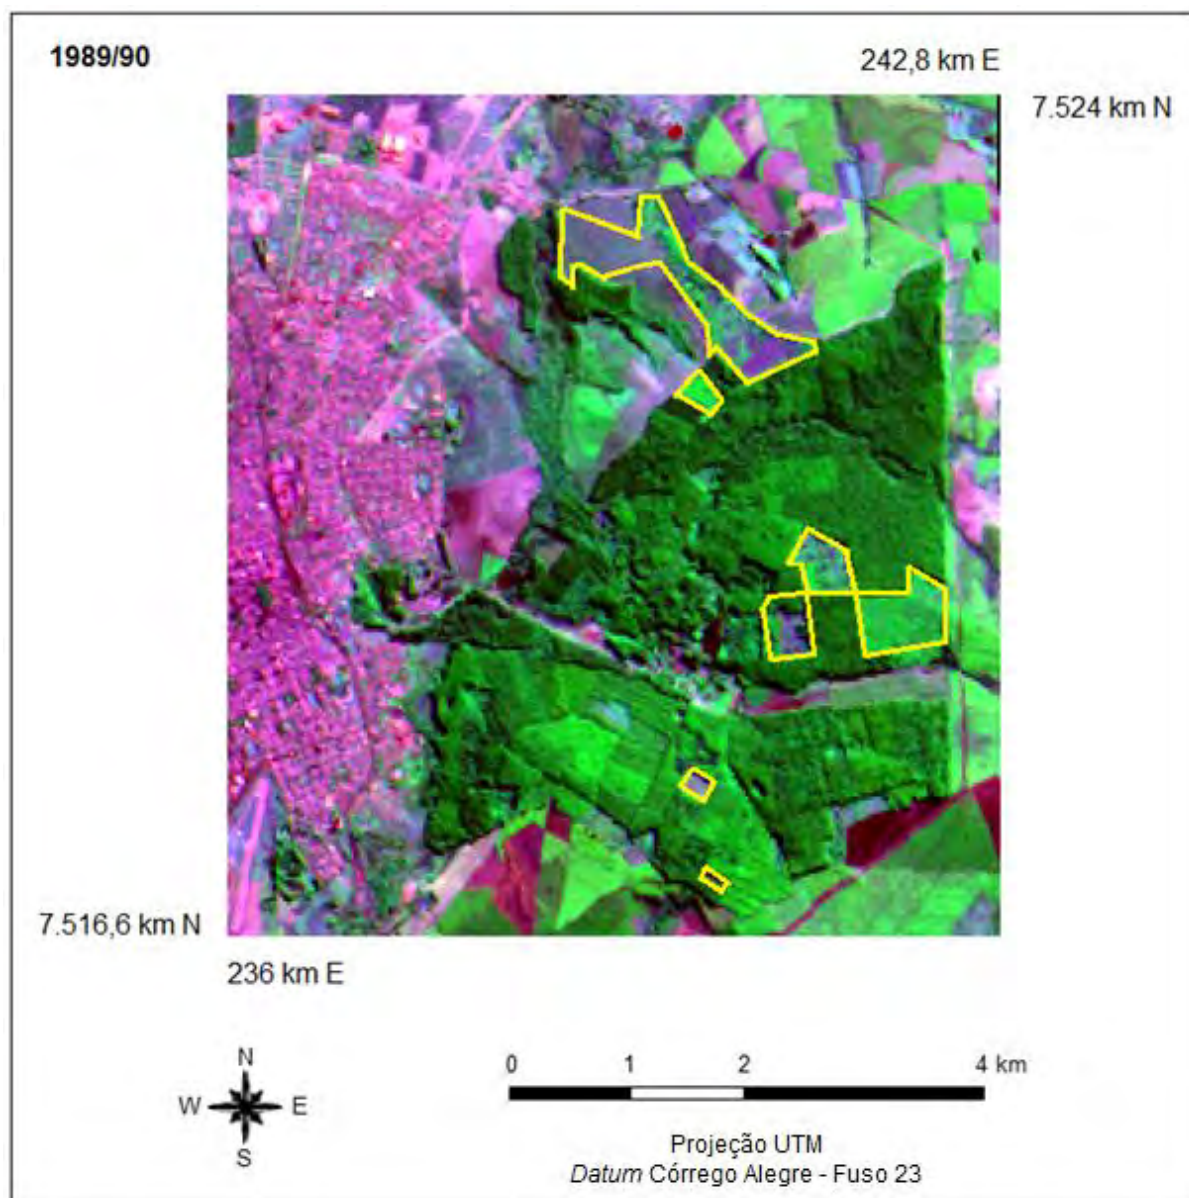 1989/90
242,8 km E
7.524 km N
7.516,6 km N
236 km E
N
W E
S
0 1 2 4 km
Projeção UTM
Datum Córrego Alegre - Fuso 23